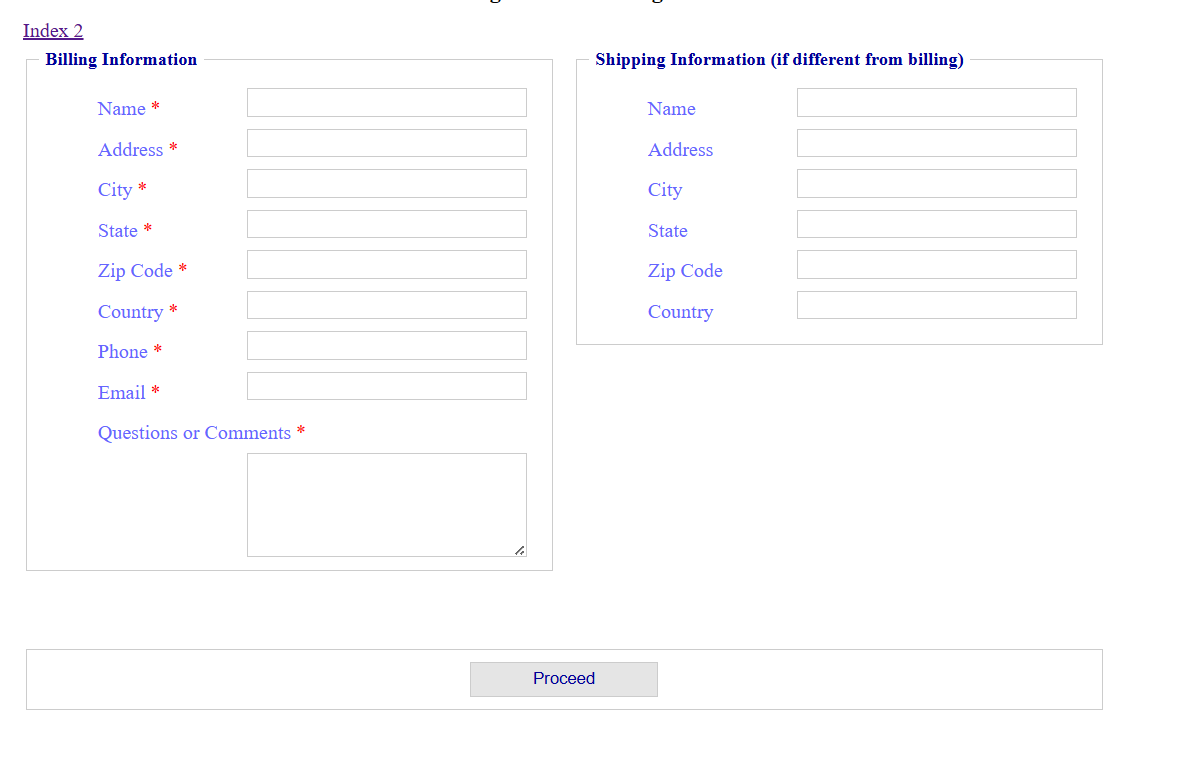 Index 2
Billing Information
Name *
Address *
City *
State *
Zip Code *
Country *
Phone *
Email *
Questions or Comments *
Shipping Information (if different from billing)
Name
Address
City
State
Zip Code
Country
Proceed